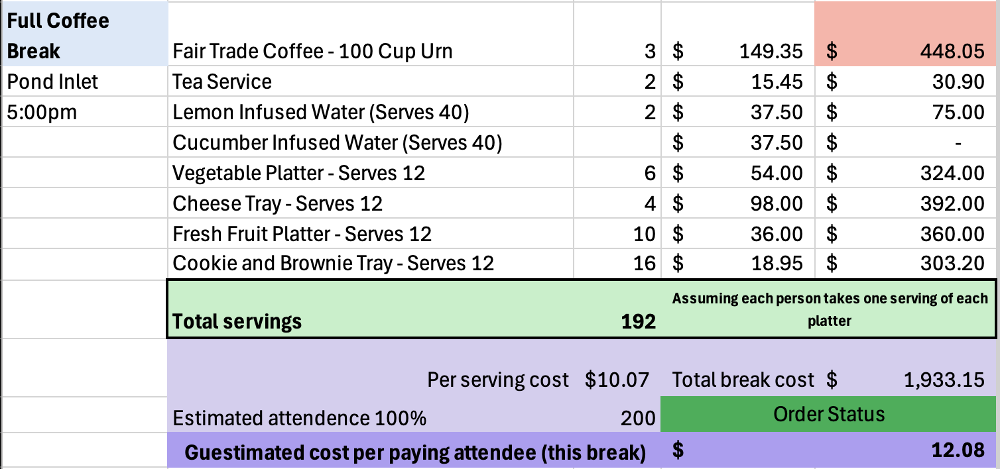 Full Coffee
Break Fair Trade Coffee - 100 Cup Urn 3 $ 149.35 $ 448.05
Pond Inlet Tea Service 2 $ 15.45 $ 30.90
5:00pm Lemon Infused Water (Serves 40) 2 $ 37.50 $ 75.00
Cucumber Infused Water (Serves 40) $ 37.50 $ -
Vegetable Platter - Serves 12 6 $ 54.00 $ 324.00
Cheese Tray - Serves 12 4 $ 98.00 $ 392.00
Fresh Fruit Platter - Serves 12 10 $ 36.00 $ 360.00
Cookie and Brownie Tray - Serves 12 16 $ 18.95 $ 303.20
Assuming each person takes one serving of each
platter
Total servings 192
Per serving cost $10.07 Total break cost $ 1,933.15
Estimated attendence 100% 200 Order Status
Guestimated cost per paying attendee (this break) $ 12.08